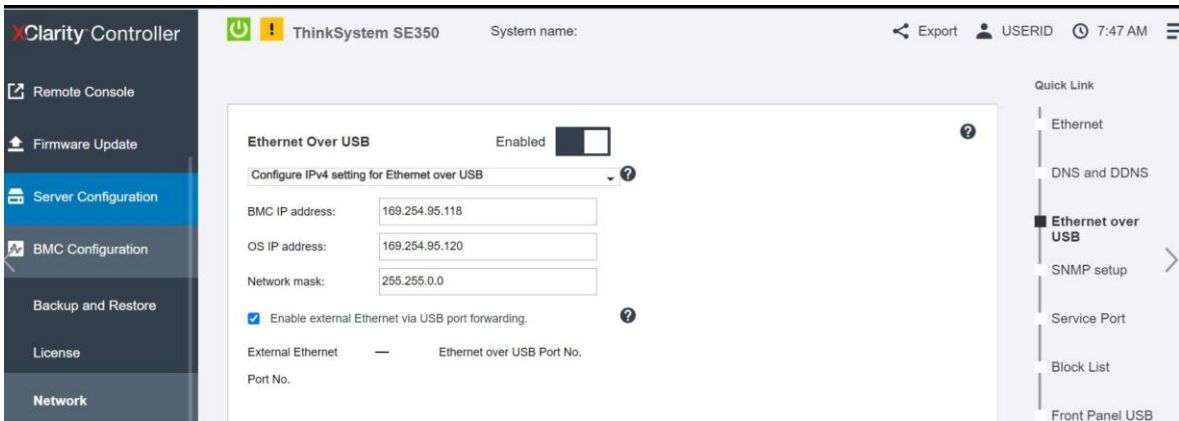 XClarity Controller
ThinkSystem SE350
System name:
Export
USERID
7:47 AM
Remote Console
Firmware Update
Server Configuration
BMC Configuration
Backup and Restore
License
Network
Ethernet Over USB
Enabled
Configure IPv4 setting for Ethernet over USB
BMC IP address:
169.254.95.118
OS IP address:
169.254.95.120
Network mask:
255.255.0.0
Enable external Ethernet via USB port forwarding.
External Ethernet — Ethernet over USB Port No.
Port No.
Quick Link
Ethernet
DNS and DDNS
Ethernet over
USB
SNMP setup
Service Port
Block List
Front Panel USB